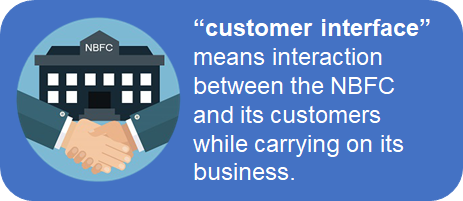 NBFC
“customer interface”
means interaction
between the NBFC
and its customers
while carrying on its
business.